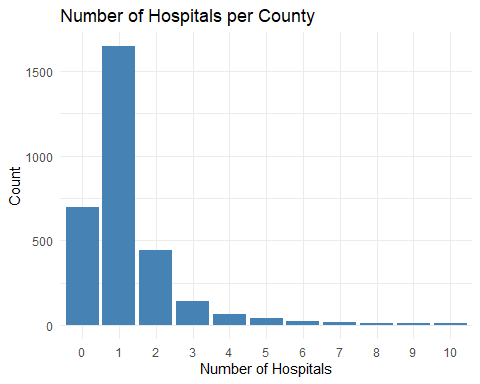 Number of Hospitals per County
Count
1500
1000
500
0
0 1 2 3 4 5 6 7 8 9 10
Number of Hospitals